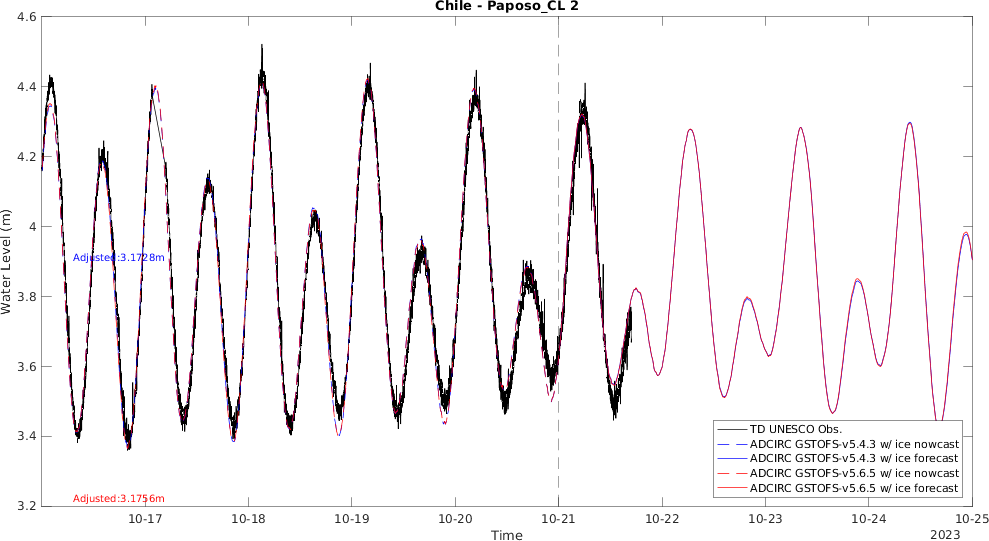 Chile - Paposo_CL 2
4.6
4.4
4.2
4
3.8
3.6
3.4
3.2
Water Level (m)
Adjusted:3.1728m
Adjusted:3.1756m
TD UNESCO Obs.
ADCIRC GSTOFS-v5.4.3 w/ ice nowcast
ADCIRC GSTOFS-v5.4.3 w/ ice forecast
ADCIRC GSTOFS-v5.6.5 w/ ice nowcast
ADCIRC GSTOFS-v5.6.5 w/ ice forecast
10-17
10-18
10-19
10-20
10-21
10-22
10-23
10-24
10-25
Time
2023